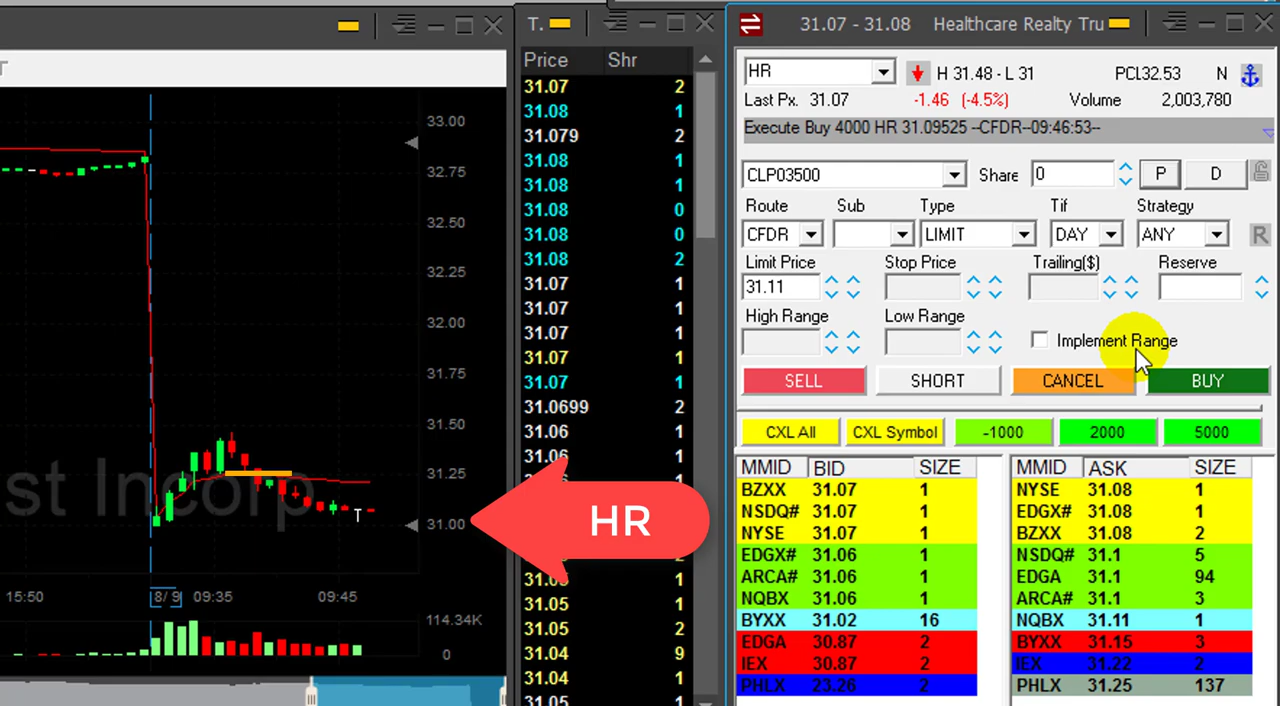 T.
31.07 - 31.08 Healthcare Realty Tru
T
Price Shr
31.07 2
31.08 1
31.079 2
31.08 1
31.08 1
31.08 0
31.08 0
31.08 2
31.07 1
31.07 1
31.07 1
31.07 1
31.07 1
31.0699 2
31.06 1
31.06 1
31.05 1
31.05 1
31.05 2
31.04 9
31.04 1
31.05 1
33.00
32.75
32.50
32.25
32.00
31.75
31.50
31.25
31.00
st Incorp
HR
15:50 8/ 9 09:35 09:45
114.34K
0
HR H 31.48 - L 31 PCL32.53 N
Last Px. 31.07 -1.46 (-4.5%) Volume 2,003,780
Execute Buy 4000 HR 31.09525 --CFDR--09:46:53--
CLP03500 Share 0 P D
Route Sub Type Tif Strategy
CFDR LIMIT DAY ANY R
Limit Price Stop Price Trailing($) Reserve
31.11
High Range Low Range
Implement Range
SELL SHORT CANCEL BUY
CXL All CXL Symbol -1000 2000 5000
MMID BID SIZE MMID ASK SIZE
BZXX 31.07 1 NYSE 31.08 1
NSDQ# 31.07 1 EDGX# 31.08 1
NYSE 31.07 1 BZXX 31.08 2
EDGX# 31.06 1 NSDQ# 31.1 5
ARCA# 31.06 1 EDGA 31.1 94
NQBX 31.06 1 ARCA# 31.1 3
BYXX 31.02 16 NQBX 31.11 1
EDGA 30.87 2 BYXX 31.15 3
IEX 30.87 2 IEX 31.22 2
PHLX 23.26 2 PHLX 31.25 137